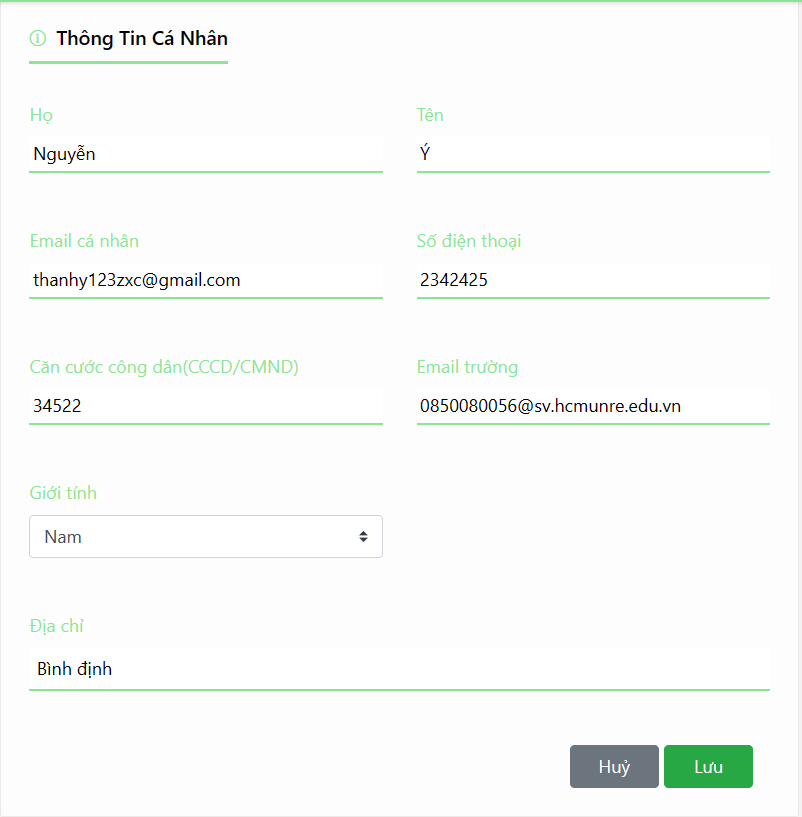 Thông Tin Cá Nhân
Họ Tên
Nguyễn Ý
Email cá nhân Số điện thoại
thanhy123zxc@gmail.com 2342425
Căn cước công dân(CCCD/CMND) Email trường
34522 0850080056@sv.hcmunre.edu.vn
Giới tính
Nam
Địa chỉ
Bình định
Huỷ Lưu